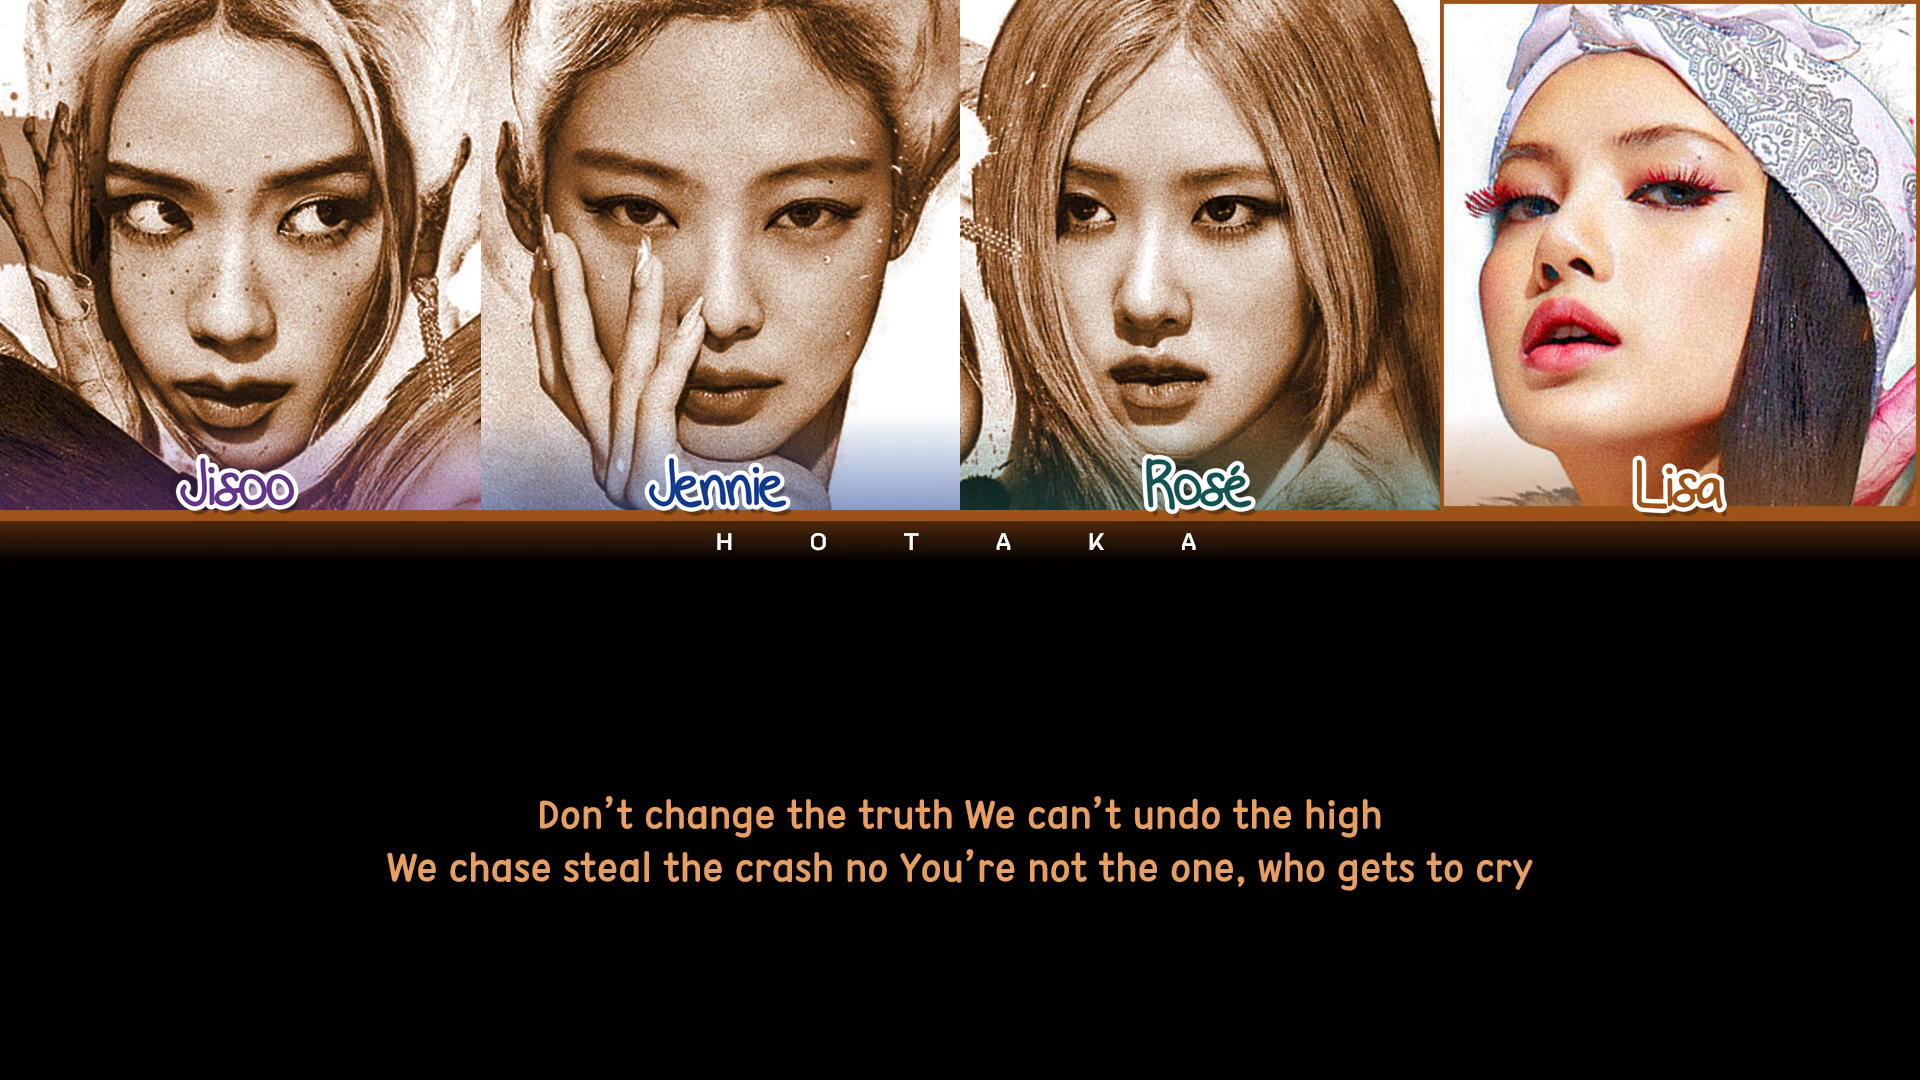 Jisoo
Jennie
Rosé
Lisa
HOTAKA
Don’t change the truth We can’t undo the high
We chase steal the crash no You’re not the one, who gets to cry